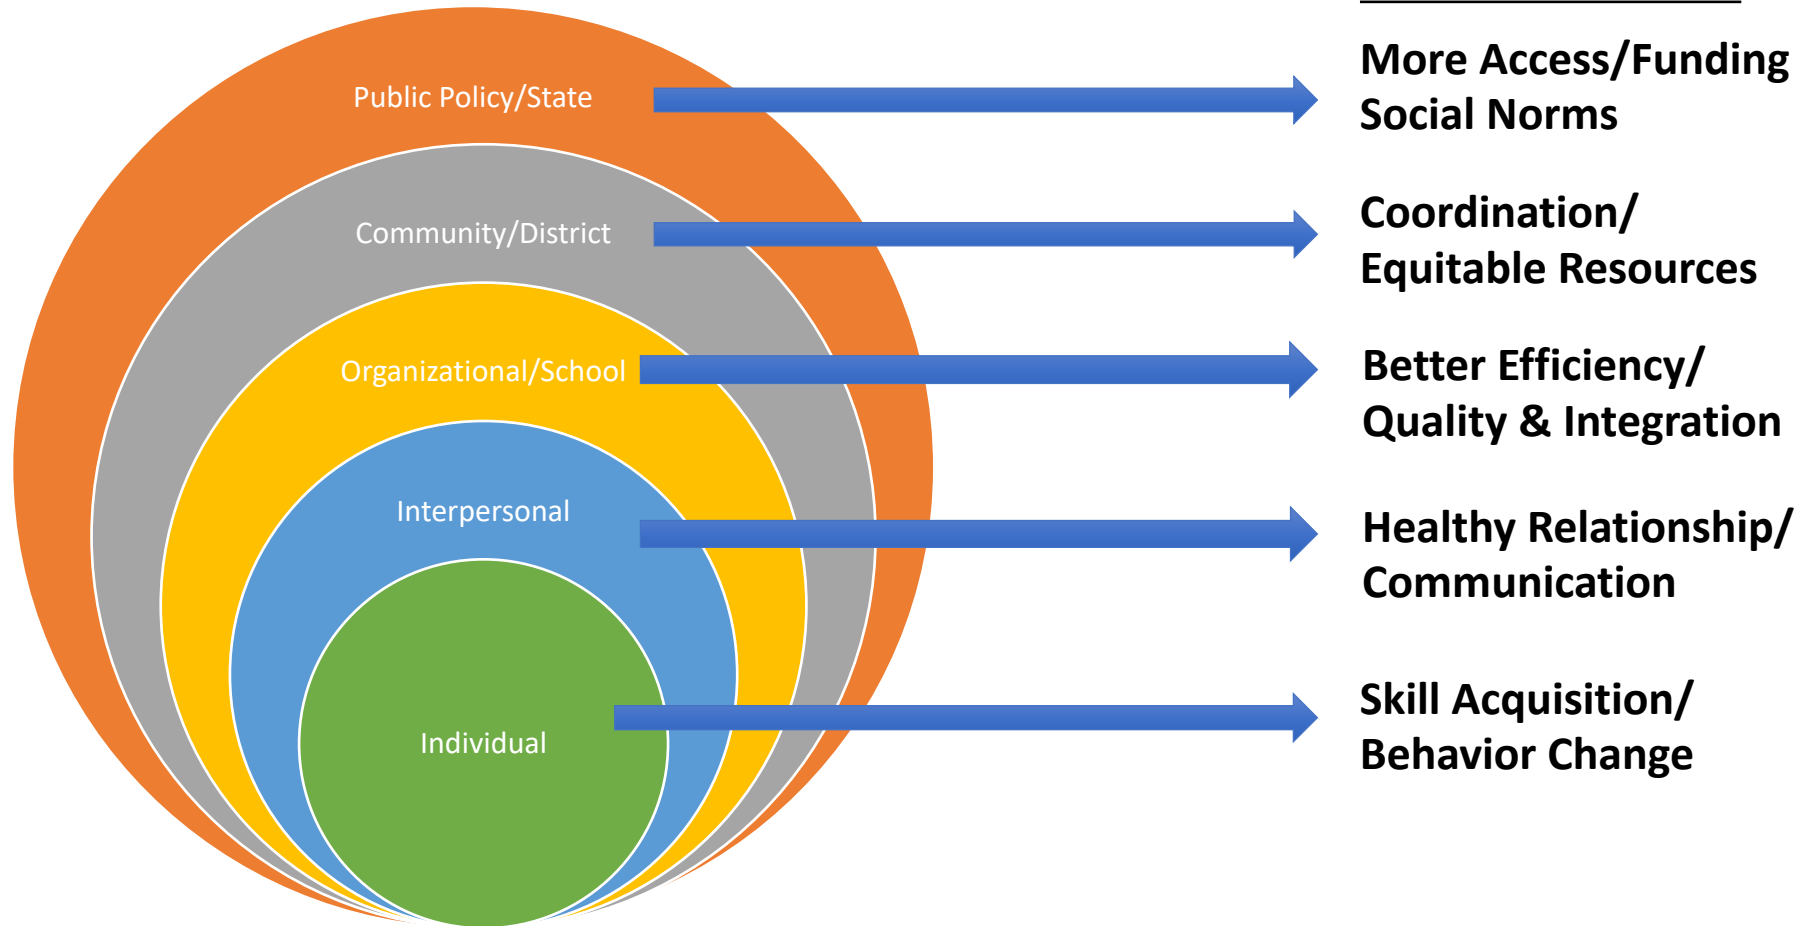 Public Policy/State
More Access/Funding
Social Norms
Community/District
Coordination/
Equitable Resources
Organizational/School
Better Efficiency/
Quality & Integration
Interpersonal
Healthy Relationship/
Communication
Individual
Skill Acquisition/
Behavior Change